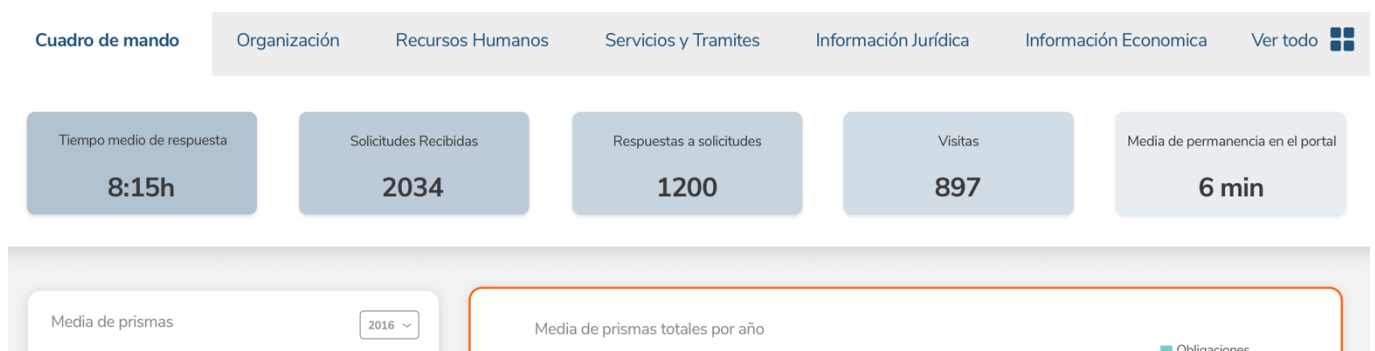 Cuadro de mando Organización Recursos Humanos Servicios y Tramites Información Jurídica Información Economica Ver todo
Tiempo medio de respuesta
8:15h
Solicitudes Recibidas
2034
Respuestas a solicitudes
1200
Visitas
897
Media de permanencia en el portal
6 min
Media de prismas
2016
Media de prismas totales por año
Obligaciones